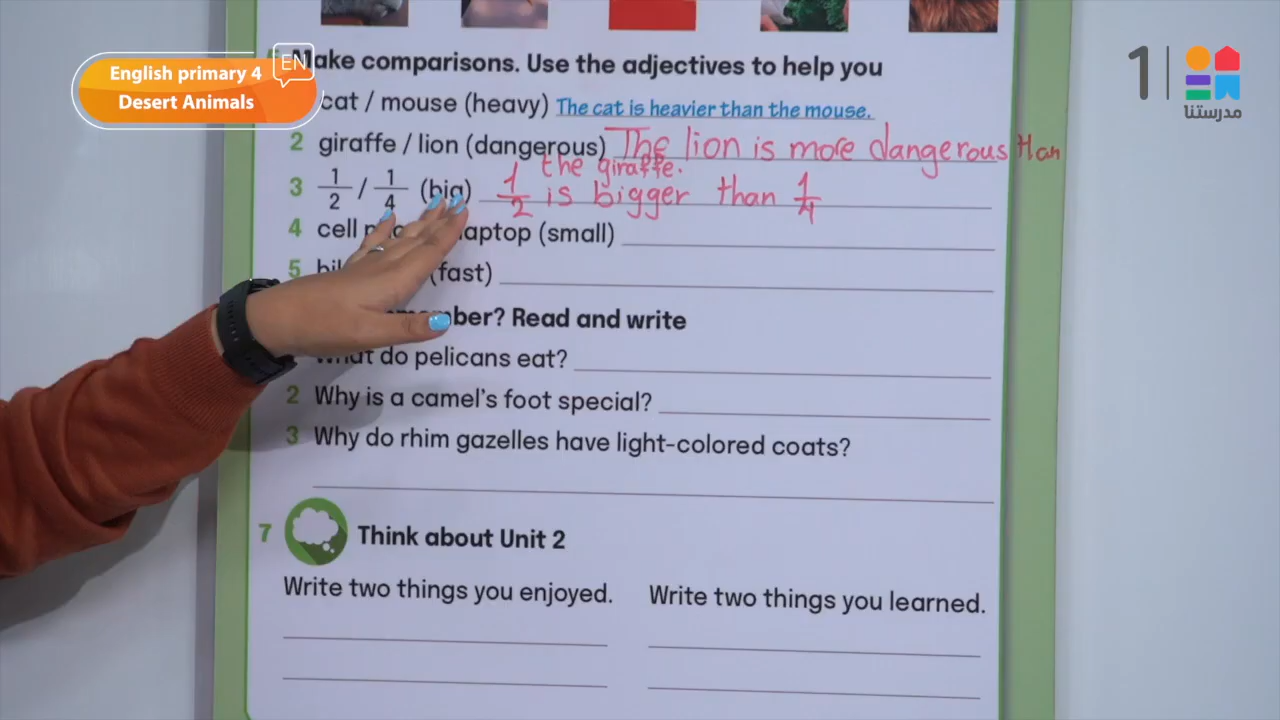 English primary 4
EN
Desert Animals
1
مدرستنا
Make comparisons. Use the adjectives to help you
cat / mouse (heavy) The cat is heavier than the mouse.
2 giraffe / lion (dangerous) The lion is more dangerous than
the giraffe.
3 1/2 / 1/4 (big) 1/2 is bigger than 1/4
4 cell laptop (small)
5 (fast)
Read and write
What do pelicans eat?
2 Why is a camel's foot special?
3 Why do rhim gazelles have light-colored coats?
7 Think about Unit 2
Write two things you enjoyed. Write two things you learned.